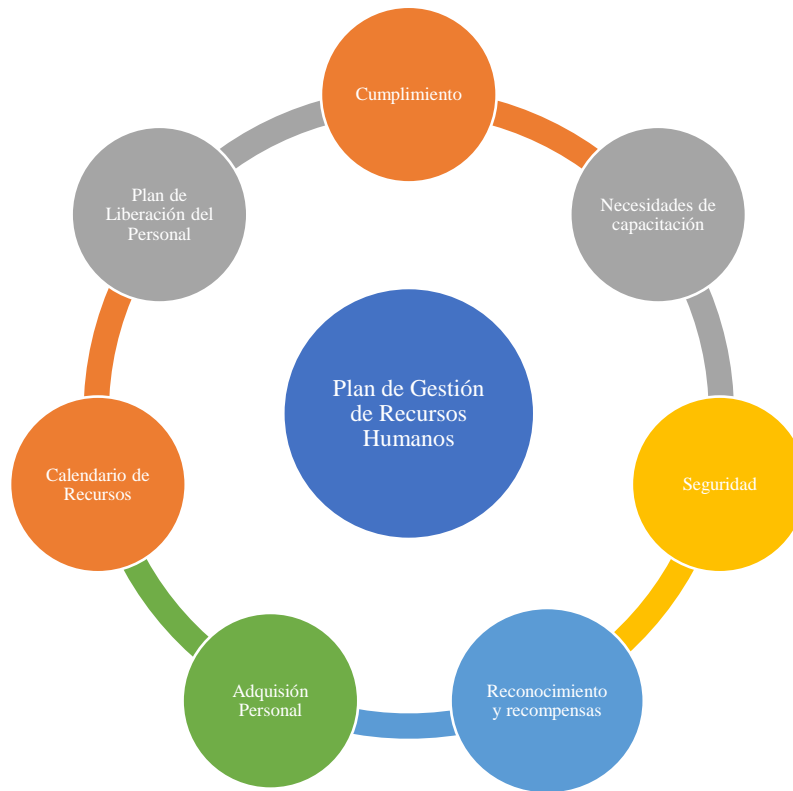 Cumplimiento
Necesidades de
capacitación
Seguridad
Reconocimiento
y recompensas
Adquisión
Personal
Calendario de
Recursos
Plan de
Liberación del
Personal
Plan de Gestión
de Recursos
Humanos